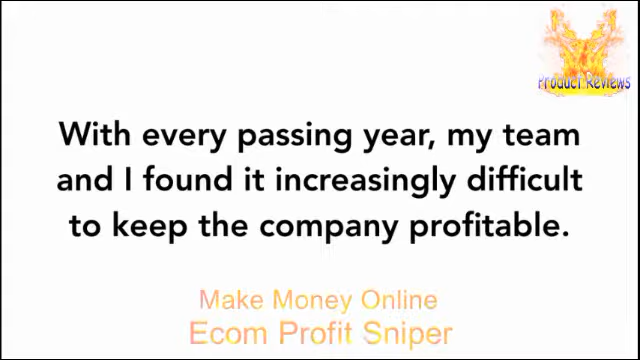 Product Reviews
With every passing year, my team
and I found it increasingly difficult
to keep the company profitable.
Make Money Online
Ecom Profit Sniper